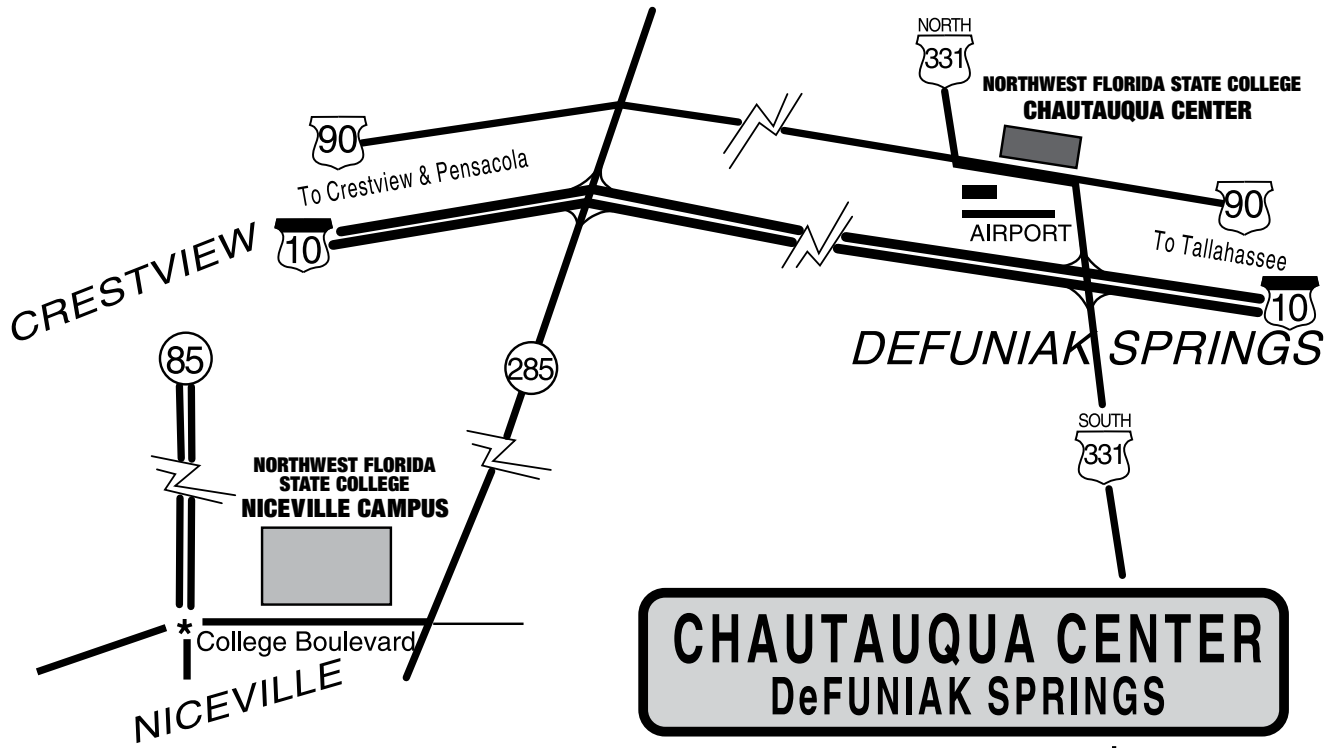 NORTH
331
NORTHWEST FLORIDA STATE COLLEGE
CHAUTAUQUA CENTER
90
To Crestview & Pensacola
90
To Tallahassee
AIRPORT
10
CRESTVIEW
10
DEFUNIAK SPRINGS
85
285
SOUTH
331
NORTHWEST FLORIDA
STATE COLLEGE
NICEVILLE CAMPUS
*
College Boulevard
NICEVILLE
CHAUTAUQUA CENTER
DeFUNIAK SPRINGS